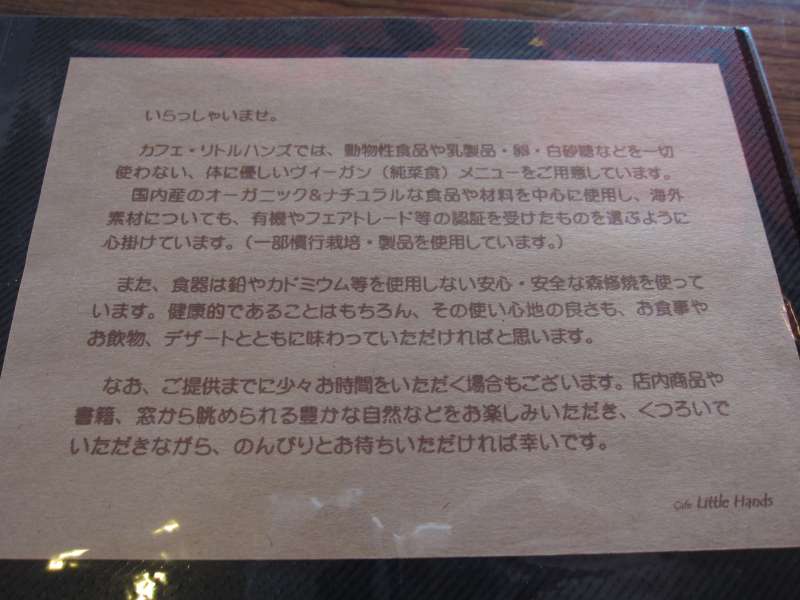 いらっしゃいませ。
カフェ・リトルハンズでは、動物性食品や乳製品・卵・白砂糖などを一切
使わない、体に優しいヴィーガン（純菜食）メニューをご用意しています。
国内産のオーガニック&ナチュラルな食品や材料を中心に使用し、海外
素材についても、有機やフェアトレード等の認証を受けたものを選ぶように
心掛けています。（一部慣行栽培・製品を使用しています。）
また、食器は鉛やカドミウム等を使用しない安心・安全な森修焼を使って
います。健康的であることはもちろん、その使い心地の良さも、お食事や
お飲物、デザートとともに味わっていただければと思います。
なお、ご提供までに少々お時間をいただく場合もございます。店内商品や
書籍、窓から眺められる豊かな自然などをお楽しみいただき、くつろいで
いただきながら、のんびりとお待ちいただければ幸いです。
Cafe Little Hands